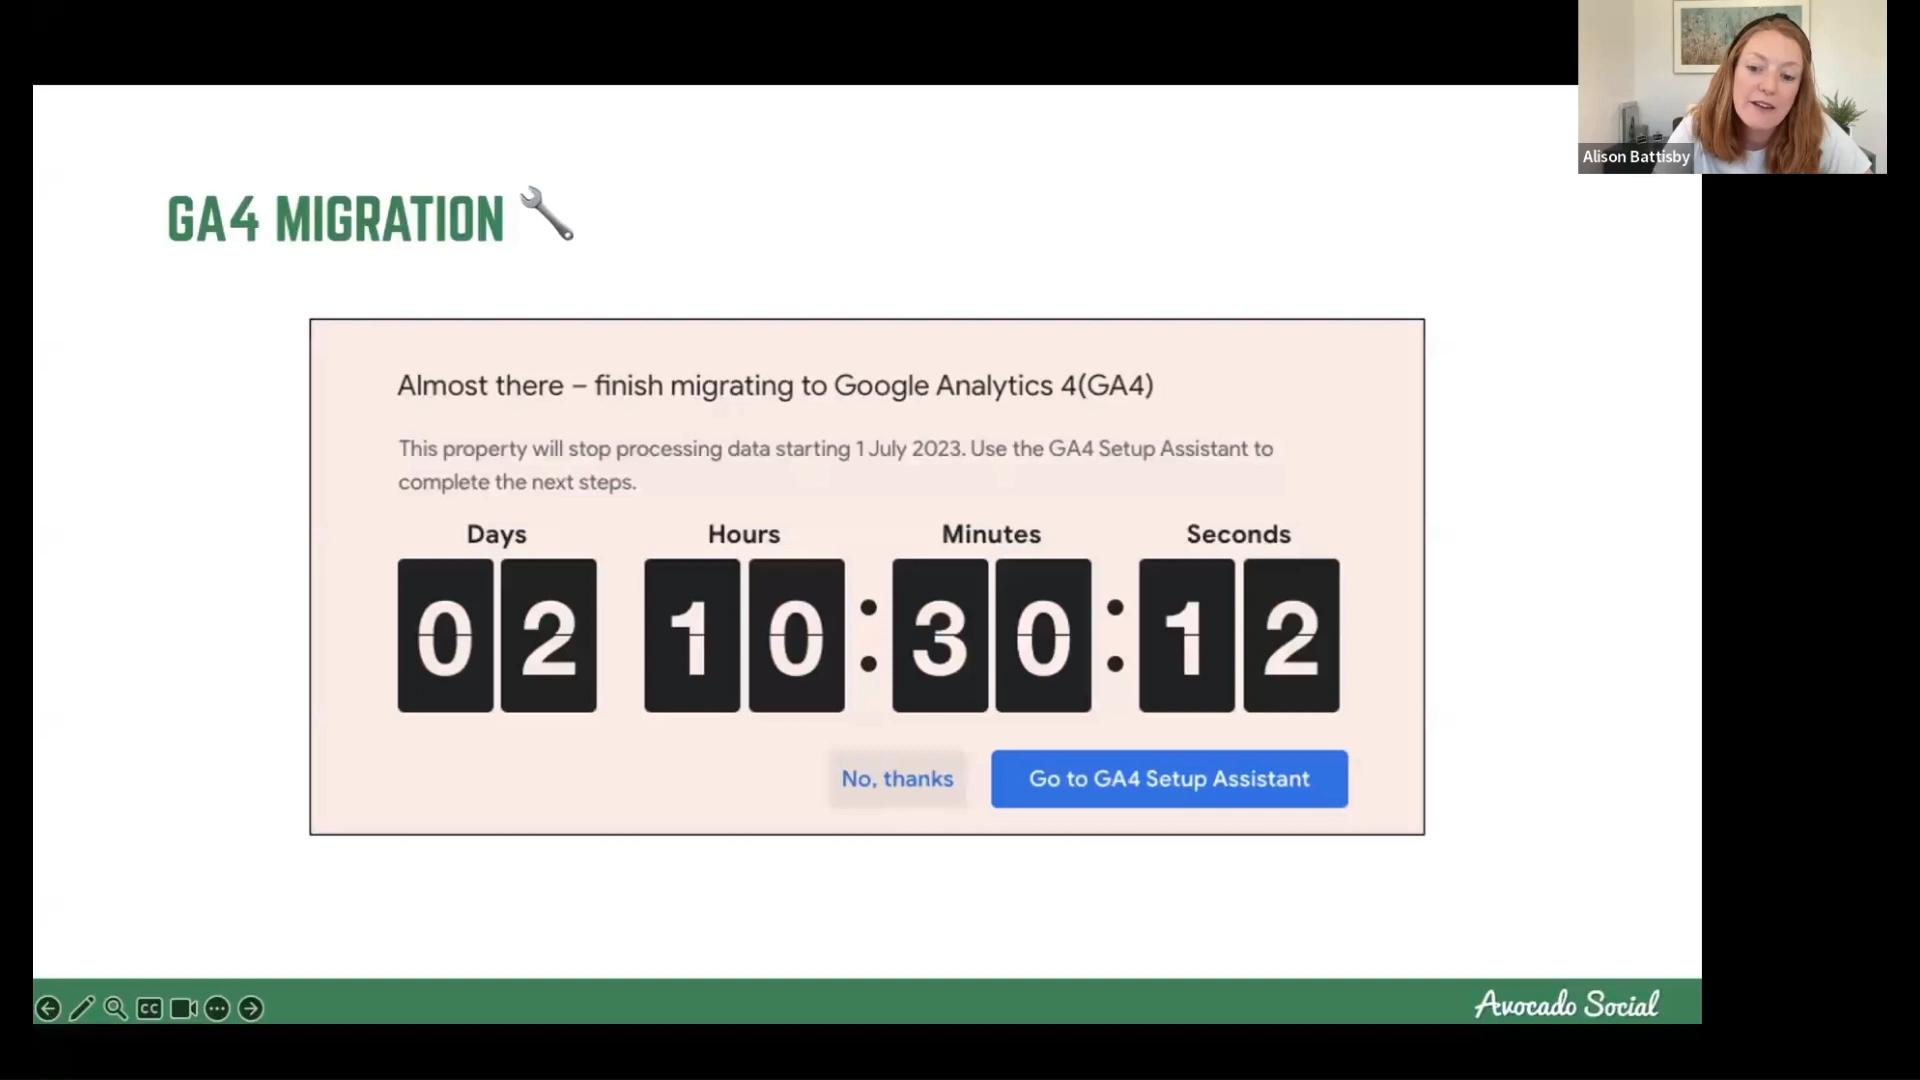 Alison Battisby
GA4 MIGRATION
Almost there – finish migrating to Google Analytics 4(GA4)
This property will stop processing data starting 1 July 2023. Use the GA4 Setup Assistant to
complete the next steps.
Days Hours Minutes Seconds
02 10:30:12
No, thanks Go to GA4 Setup Assistant
CC
Avocado Social